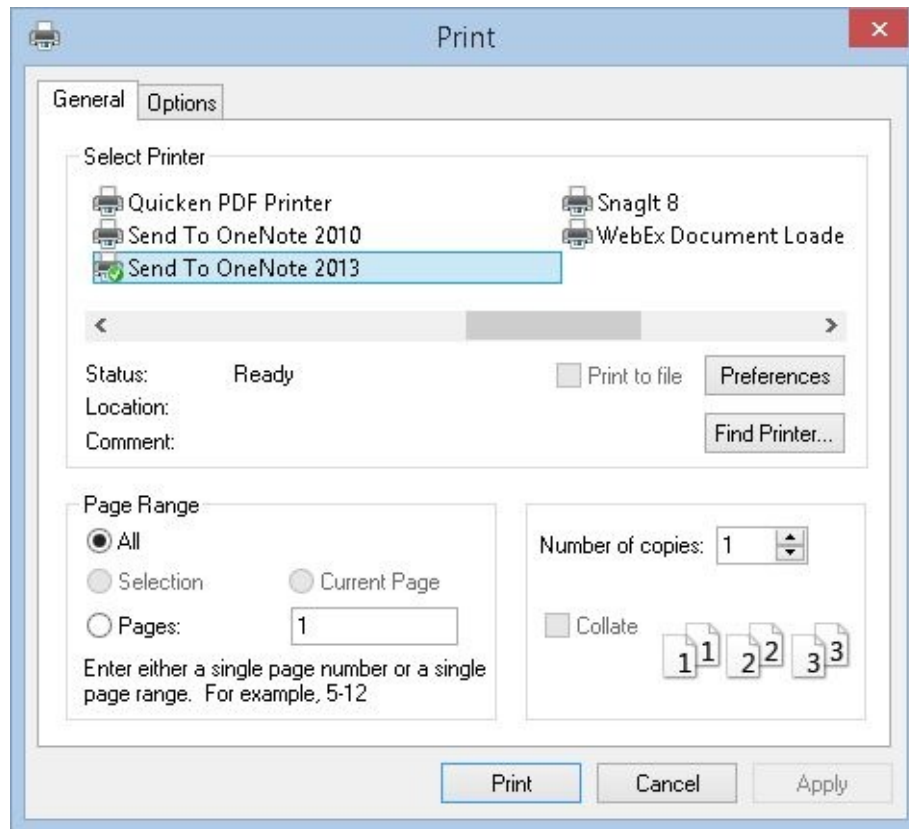 Print
General Options
Select Printer
Quicken PDF Printer SnagIt 8
Send To OneNote 2010 WebEx Document Loade
Send To OneNote 2013
Status: Ready Print to file Preferences
Location:
Comment: Find Printer...
Page Range
All Number of copies: 1
Selection Current Page
Pages: 1 Collate 1 1 2 2 3 3
Enter either a single page number or a single
page range. For example, 5-12
Print Cancel Apply